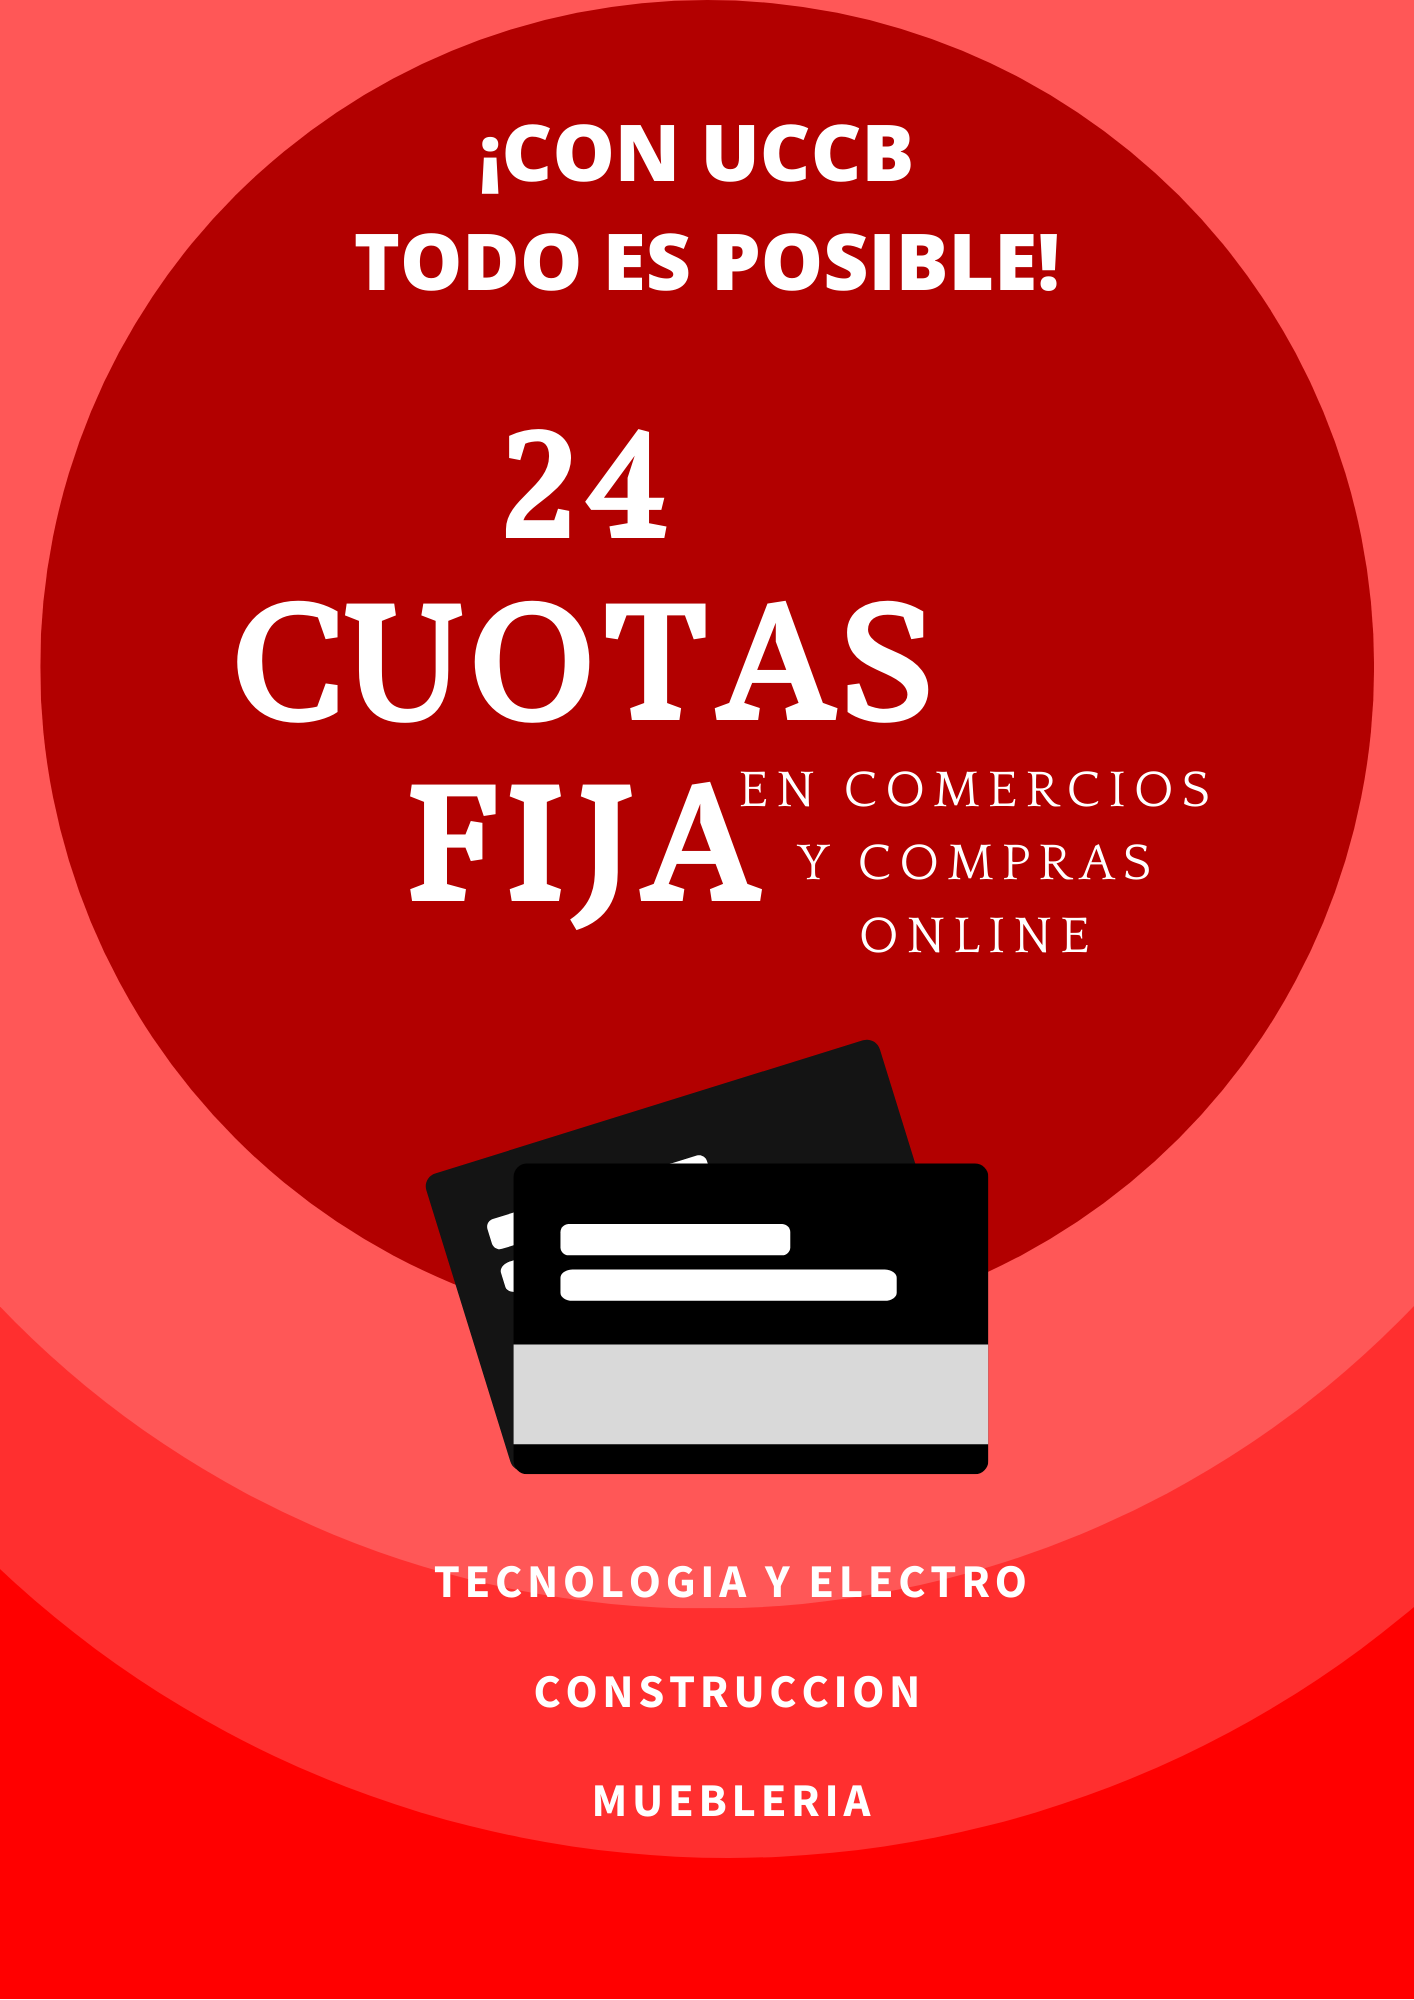 ¡CON UCCB
TODO ES POSIBLE!
24
CUOTAS
FIJA
EN COMERCIOS
Y COMPRAS
ONLINE
TECNOLOGIA Y ELECTRO
CONSTRUCCION
MUEBLERIA